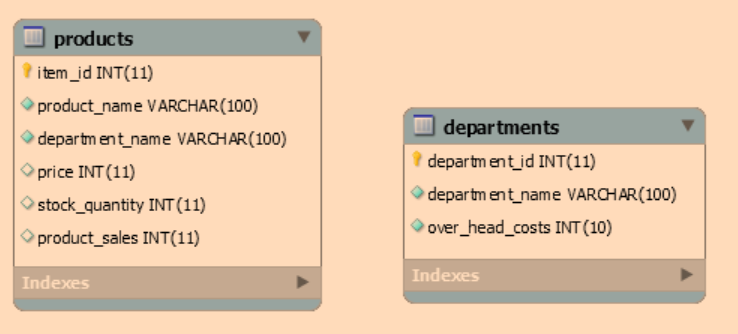 products
item_id INT(11)
product_name VARCHAR(100)
department_name VARCHAR(100)
price INT(11)
stock_quantity INT(11)
product_sales INT(11)
Indexes
departments
department_id INT(11)
department_name VARCHAR(100)
over_head_costs INT(10)
Indexes